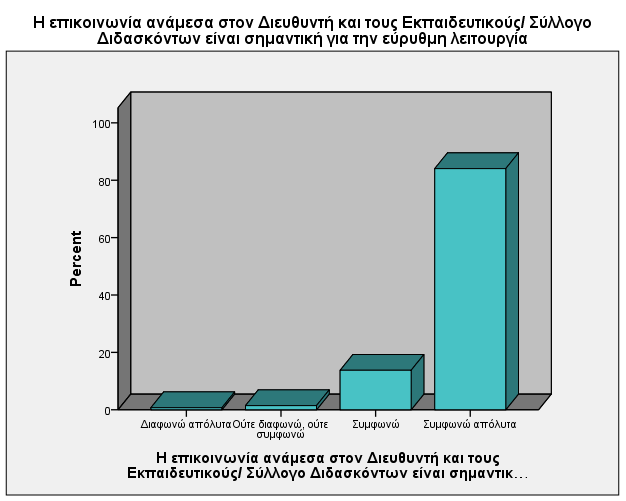 Η επικοινωνία ανάμεσα στον Διευθυντή και τους Εκπαιδευτικούς/ Σύλλογο
Διδασκόντων είναι σημαντική για την εύρυθμη λειτουργία
100
80
60
40
20
0
Percent
Διαφωνώ απόλυτα
Ούτε διαφωνώ, ούτε
συμφωνώ
Συμφωνώ
Συμφωνώ απόλυτα
Η επικοινωνία ανάμεσα στον Διευθυντή και τους
Εκπαιδευτικούς/ Σύλλογο Διδασκόντων είναι σημαντικ…